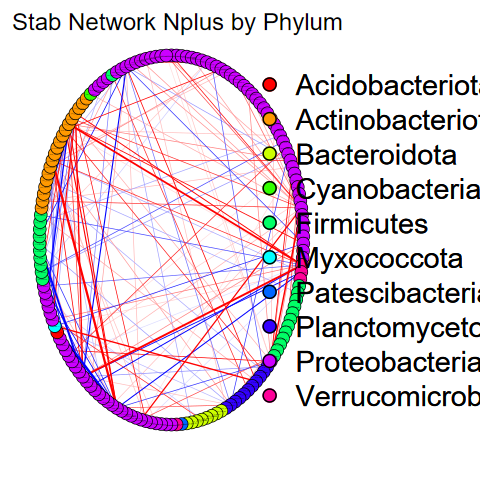 Stab Network Nplus by Phylum
Acidobacteriota
Actinobacteriot
Bacteroidota
Cyanobacteria
Firmicutes
Myxococcota
Patescibacteria
Planctomyceto
Proteobacteria
Verrucomicrob